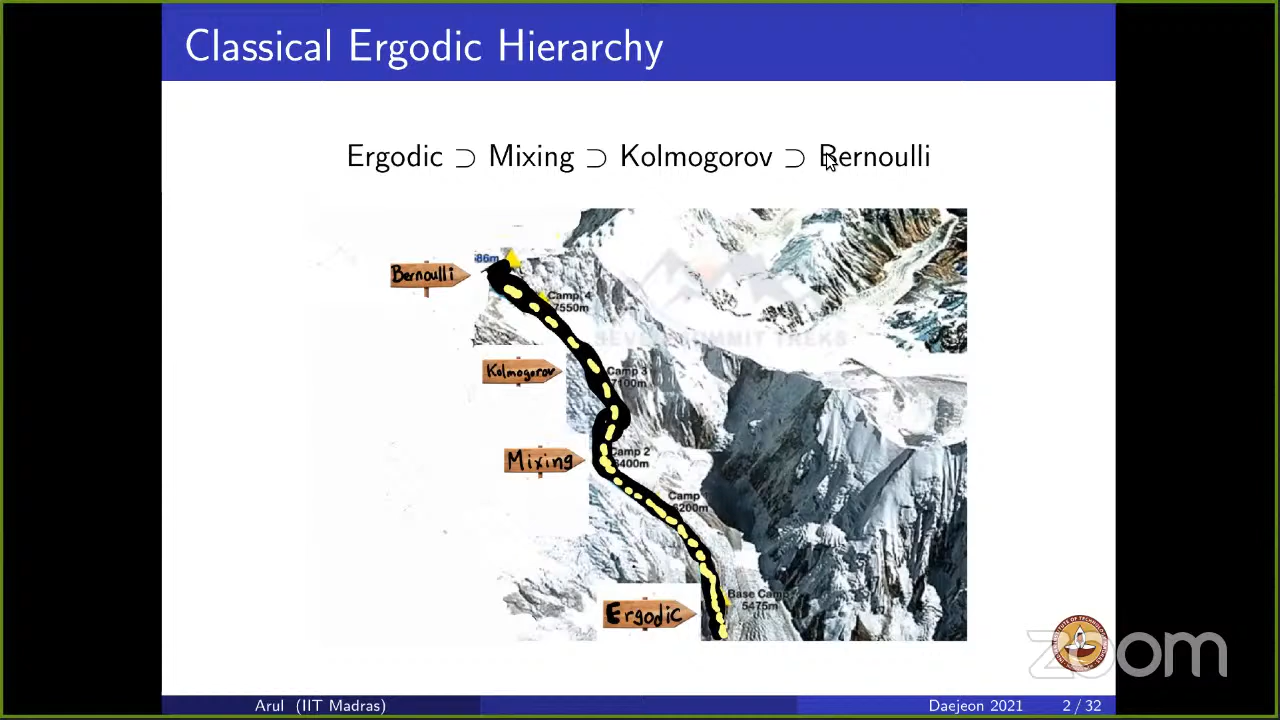 Classical Ergodic Hierarchy
Ergodic ⊃ Mixing ⊃ Kolmogorov ⊃ Bernoulli
Bernoulli
Camp 4
7550m
Kolmogorov
Camp 3
7100m
Mixing
Camp 2
6400m
Camp
6200m
Ergodic
Base Camp
5475m
zoom
Arul (IIT Madras)
Daejeon 2021
2 / 32